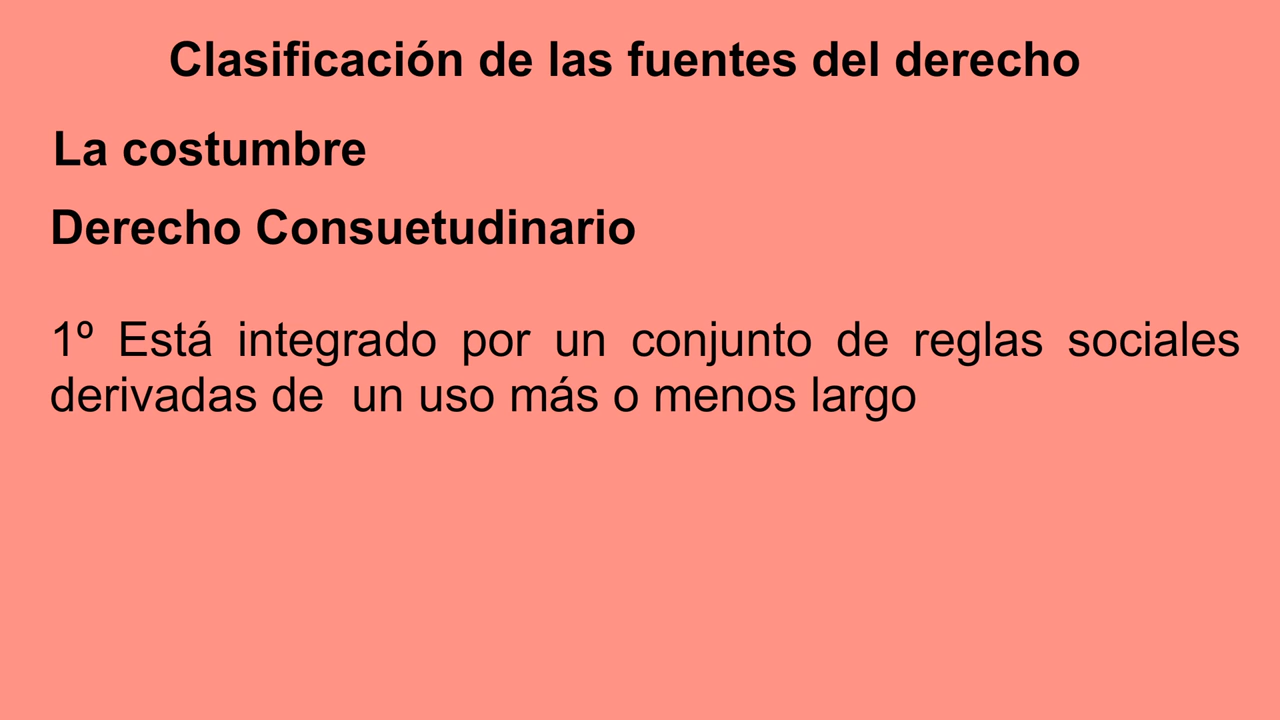 Clasificación de las fuentes del derecho
La costumbre
Derecho Consuetudinario
1º Está integrado por un conjunto de reglas sociales
derivadas de  un uso más o menos largo